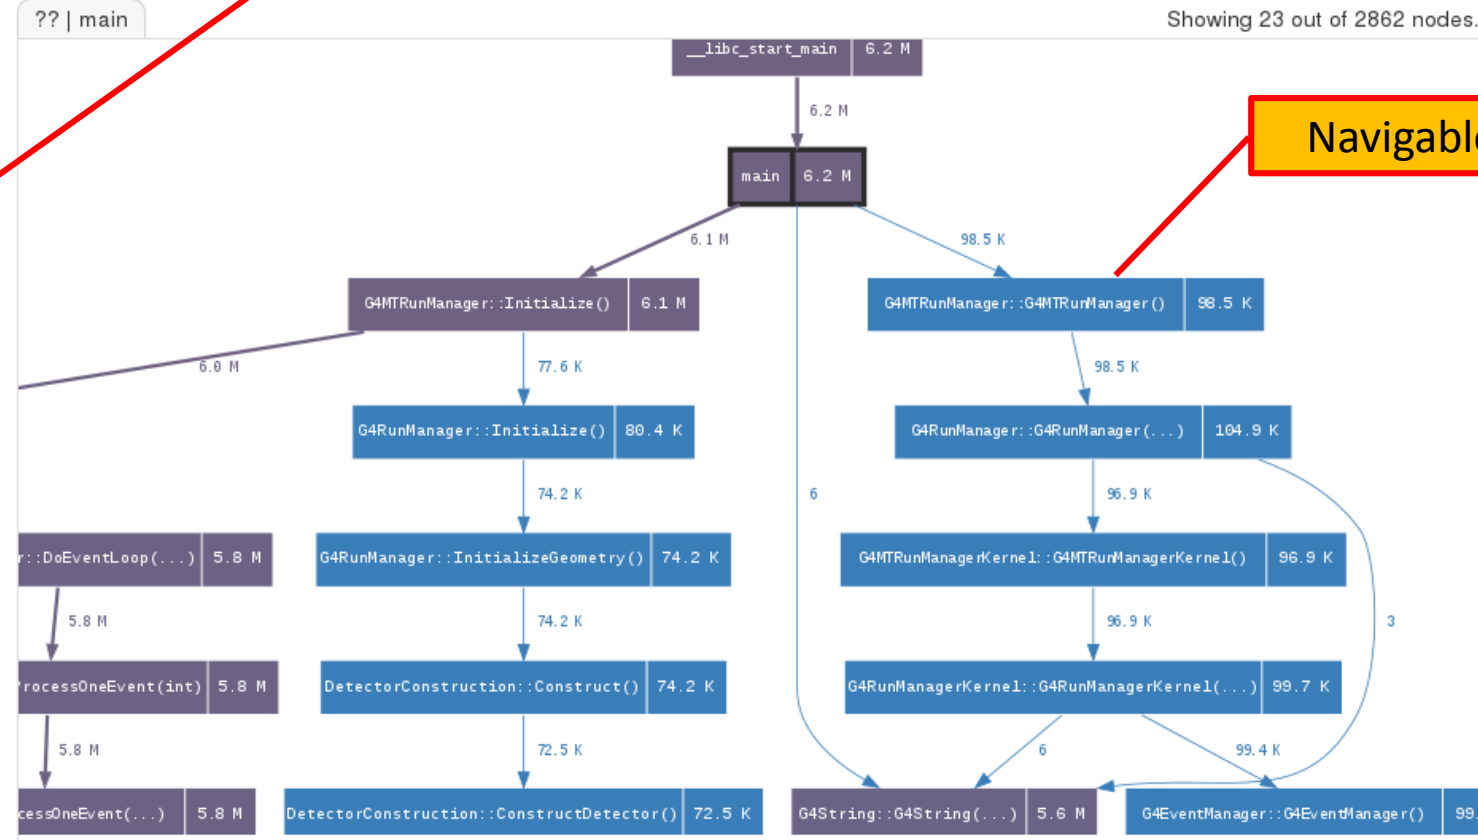 ?? | main
Showing 23 out of 2862 nodes.
__libc_start_main 6.2 M
6.2 M
Navigable
main 6.2 M
6.1 M
98.5 K
G4MTRunManager::Initialize() 6.1 M
G4MTRunManager::G4MTRunManager() 98.5 K
6.0 M
77.6 K
98.5 K
G4RunManager::Initialize() 80.4 K
G4RunManager::G4RunManager(...) 104.9 K
74.2 K
6
96.9 K
r::DoEventLoop(...) 5.8 M
G4RunManager::InitializeGeometry() 74.2 K
G4MTRunManagerKernel::G4MTRunManagerKernel() 96.9 K
5.8 M
74.2 K
96.9 K
3
rocessOneEvent(int) 5.8 M
DetectorConstruction::Construct() 74.2 K
G4RunManagerKernel::G4RunManagerKernel(...) 99.7 K
5.8 M
72.5 K
6
99.4 K
cessOneEvent(...) 5.8 M
DetectorConstruction::ConstructDetector() 72.5 K
G4String::G4String(...) 5.6 M
G4EventManager::G4EventManager() 99.